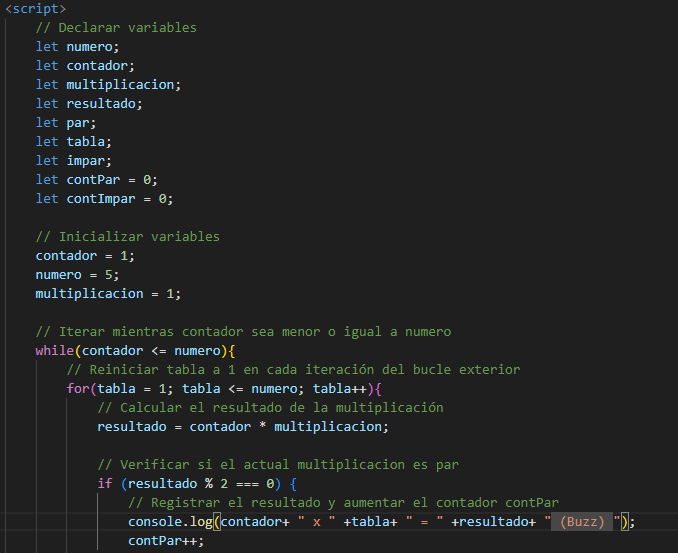 <script>
// Declarar variables
let numero;
let contador;
let multiplicacion;
let resultado;
let par;
let tabla;
let impar;
let contPar = 0;
let contImpar = 0;
// Inicializar variables
contador = 1;
numero = 5;
multiplicacion = 1;
// Iterar mientras contador sea menor o igual a numero
while(contador <= numero){
// Reiniciar tabla a 1 en cada iteración del bucle exterior
for(tabla = 1; tabla <= numero; tabla++){
// Calcular el resultado de la multiplicación
resultado = contador * multiplicacion;
// Verificar si el actual multiplicacion es par
if (resultado % 2 === 0) {
// Registrar el resultado y aumentar el contador contPar
console.log(contador+ " x " +tabla+ " = " +resultado+ " (Buzz) ");
contPar++;